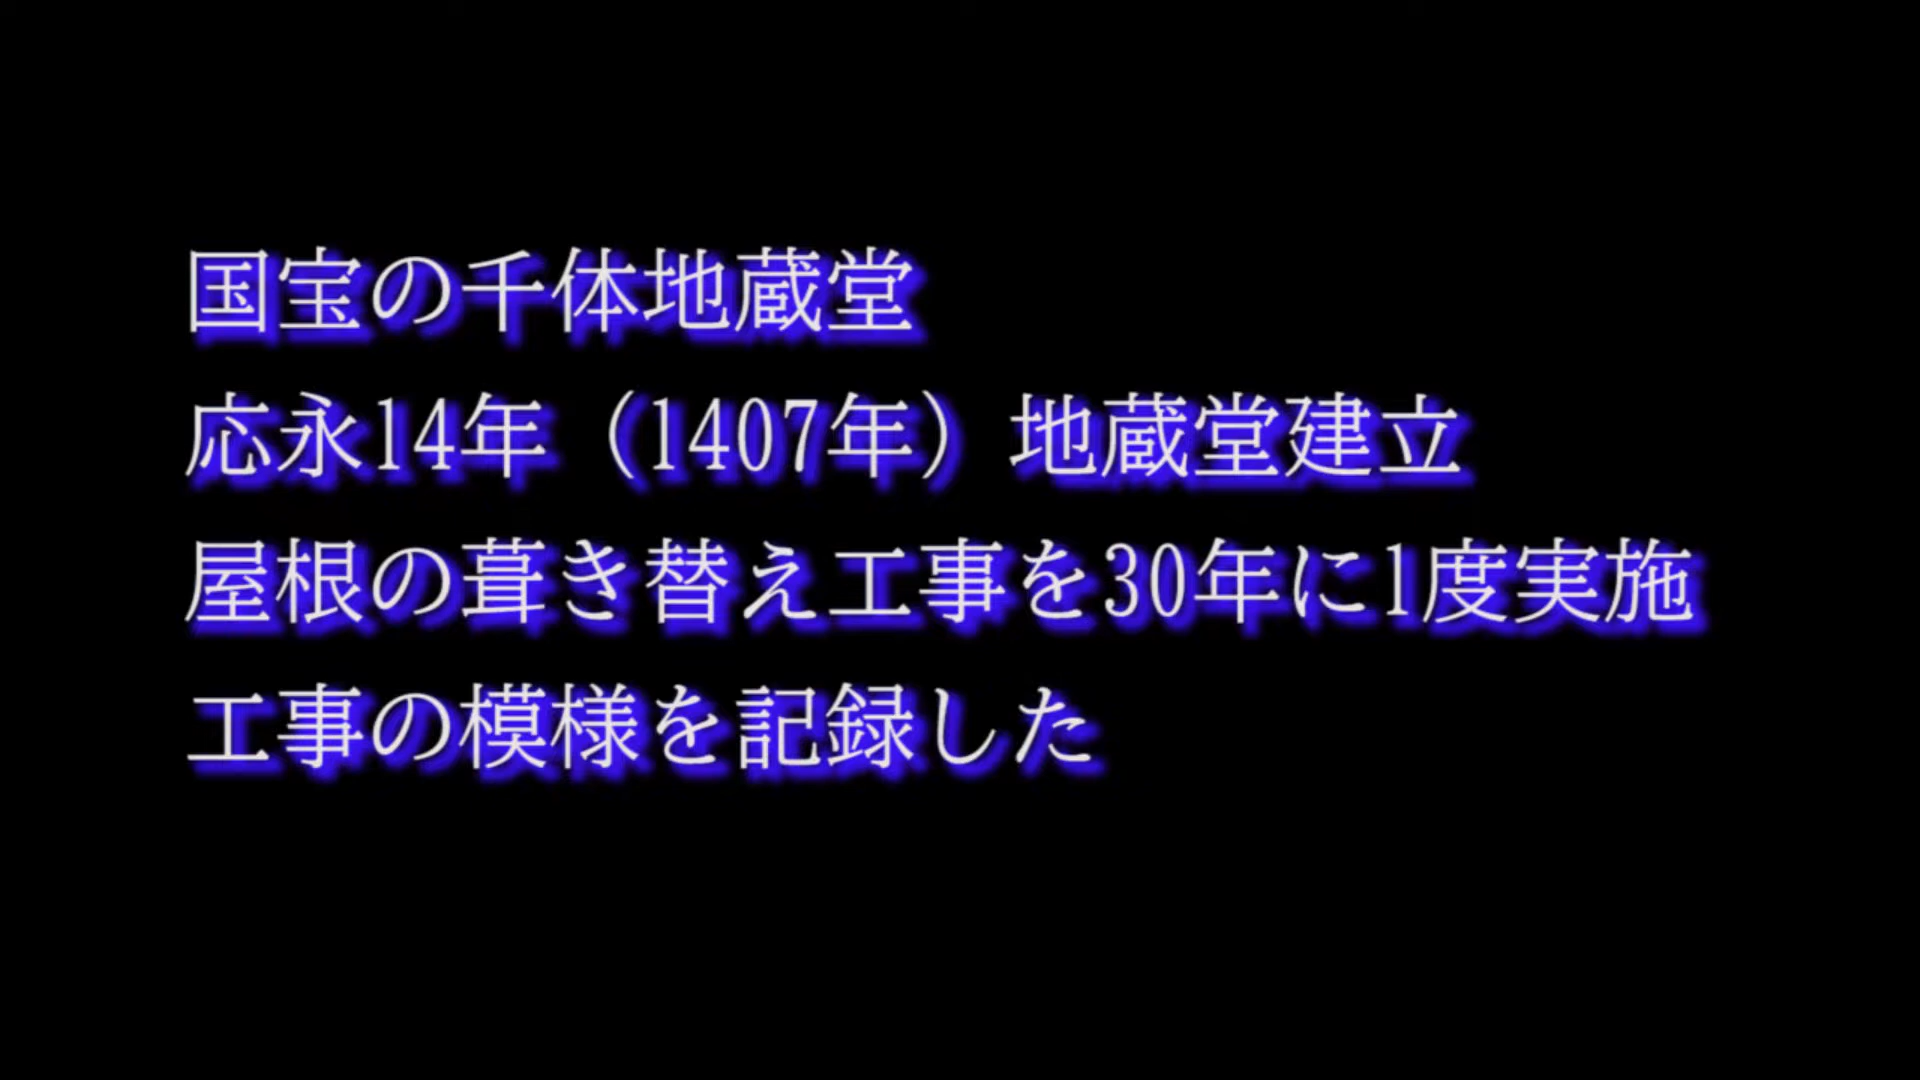 国宝の千体地蔵堂
応永14年（1407年）地蔵堂建立
屋根の葺き替え工事を30年に1度実施
工事の模様を記録した